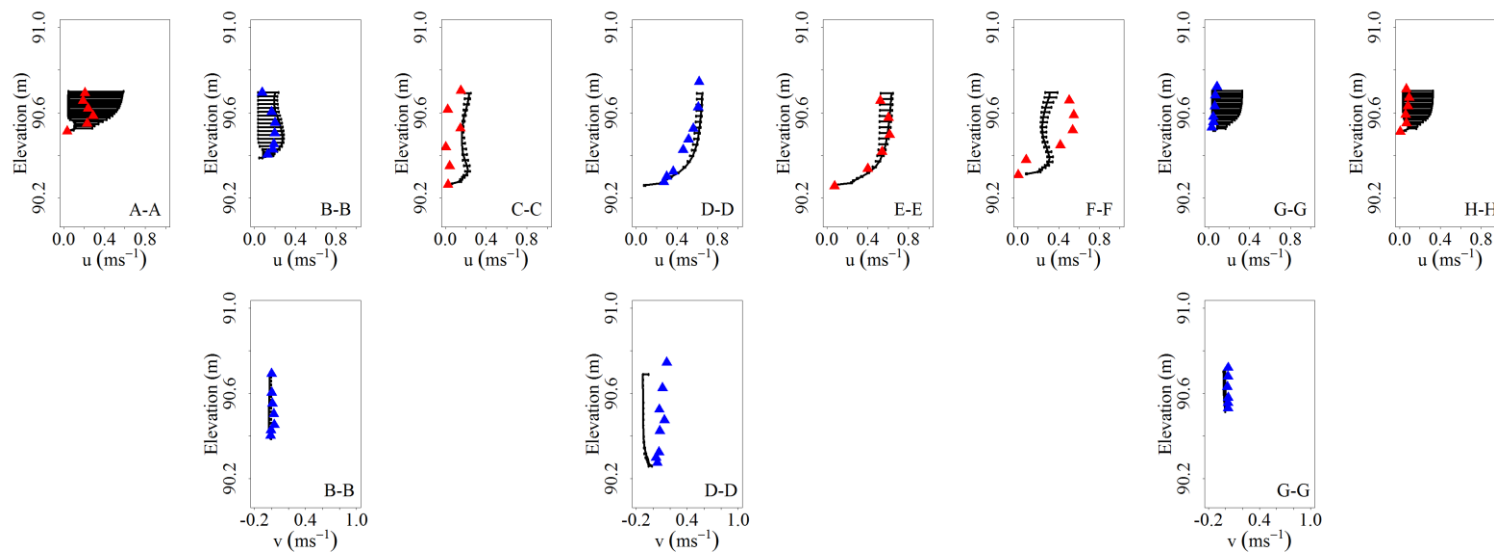 91.0
90.6
90.2
Elevation (m)
A-A
0.0 0.4 0.8
u (ms⁻¹)
91.0
90.6
90.2
Elevation (m)
B-B
0.0 0.4 0.8
u (ms⁻¹)
91.0
90.6
90.2
Elevation (m)
C-C
0.0 0.4 0.8
u (ms⁻¹)
91.0
90.6
90.2
Elevation (m)
D-D
0.0 0.4 0.8
u (ms⁻¹)
91.0
90.6
90.2
Elevation (m)
E-E
0.0 0.4 0.8
u (ms⁻¹)
91.0
90.6
90.2
Elevation (m)
F-F
0.0 0.4 0.8
u (ms⁻¹)
91.0
90.6
90.2
Elevation (m)
G-G
0.0 0.4 0.8
u (ms⁻¹)
91.0
90.6
90.2
Elevation (m)
H-H
0.0 0.4 0.8
u (ms⁻¹)
91.0
90.6
90.2
Elevation (m)
B-B
-0.2 0.4 1.0
v (ms⁻¹)
91.0
90.6
90.2
Elevation (m)
D-D
-0.2 0.4 1.0
v (ms⁻¹)
91.0
90.6
90.2
Elevation (m)
G-G
-0.2 0.4 1.0
v (ms⁻¹)